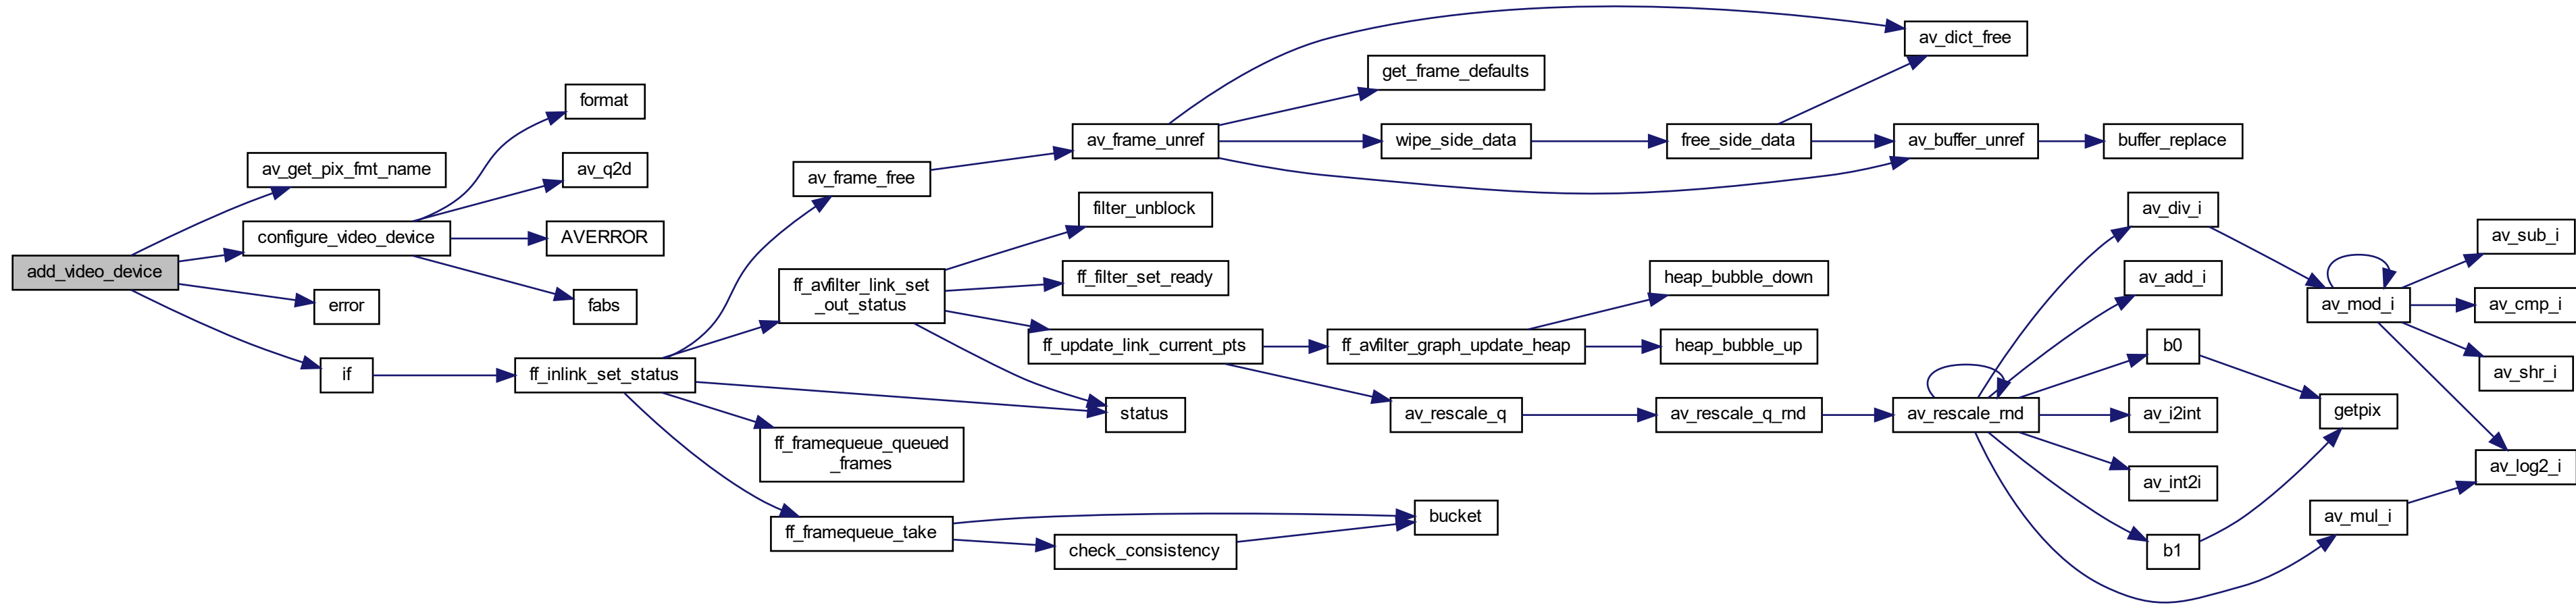 add_video_device
av_get_pix_fmt_name
configure_video_device
error
if
format
av_q2d
AVERROR
fabs
ff_inlink_set_status
av_frame_free
ff_avfilter_link_set
_out_status
ff_framequeue_queued
_frames
ff_framequeue_take
av_frame_unref
filter_unblock
ff_filter_set_ready
ff_update_link_current_pts
status
check_consistency
get_frame_defaults
wipe_side_data
ff_avfilter_graph_update_heap
av_rescale_q
bucket
free_side_data
heap_bubble_down
heap_bubble_up
av_rescale_q_rnd
av_dict_free
av_buffer_unref
av_rescale_rnd
buffer_replace
av_div_i
av_add_i
b0
av_i2int
av_int2i
b1
av_mod_i
getpix
av_mul_i
av_sub_i
av_cmp_i
av_shr_i
av_log2_i